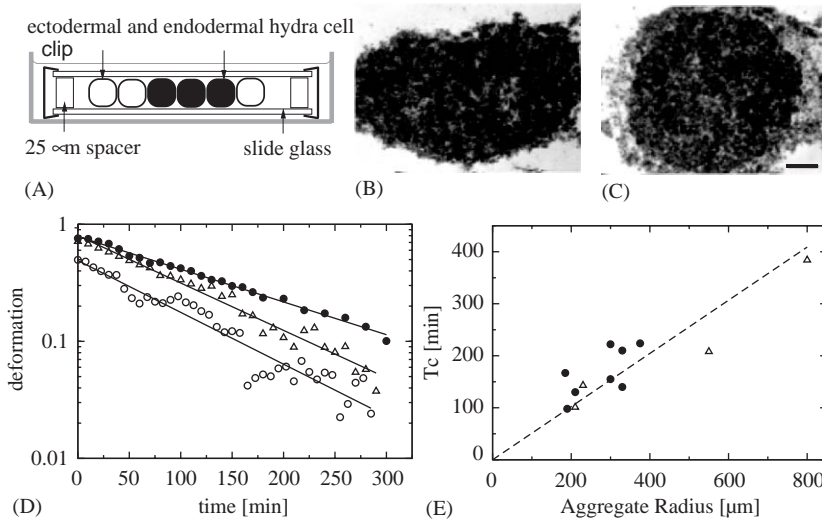 ectodermal and endodermal hydra cell
clip
25 ∝m spacer
slide glass
(A)
(B)
(C)
1
0.1
0.01
deformation
0 50 100 150 200 250 300
time [min]
(D)
400
300
200
100
0
Tc [min]
0 200 400 600 800
Aggregate Radius [µm]
(E)